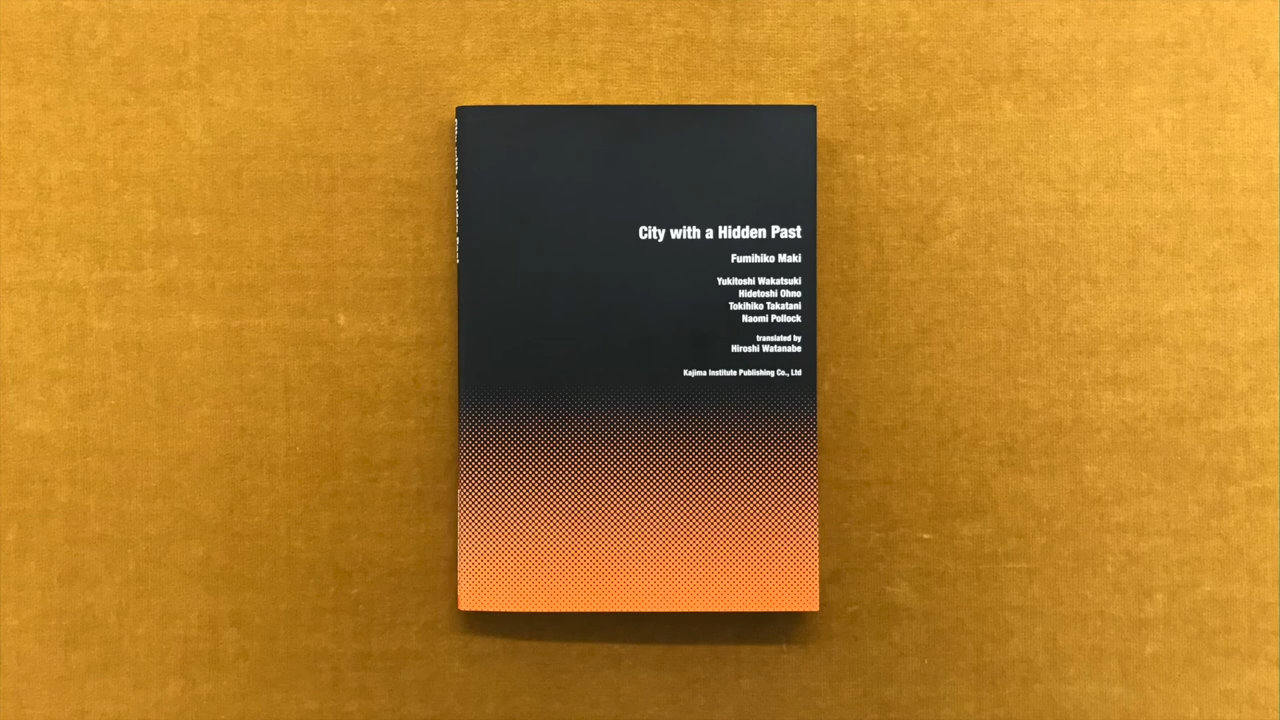 City with a Hidden Past
Fumihiko Maki
Yukitoshi Wakatsuki
Hidetoshi Ohno
Tokihiko Takatani
Naomi Pollock
translated by
Hiroshi Watanabe
Kajima Institute Publishing Co., Ltd